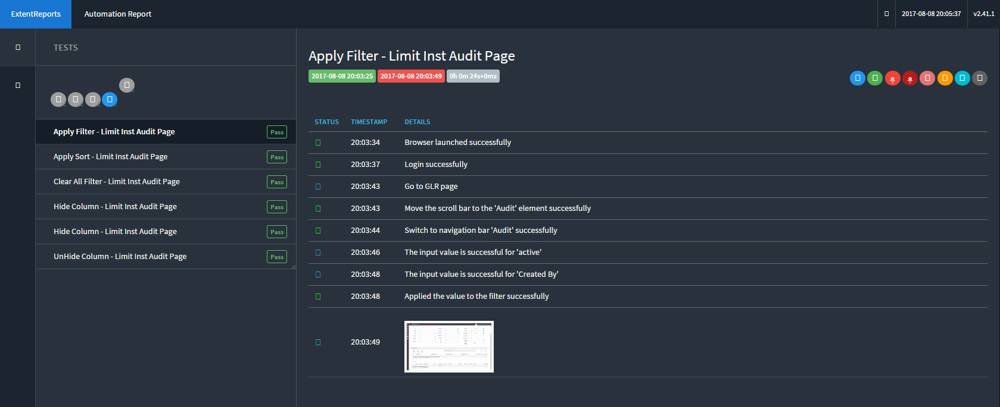 ExtentReports Automation Report 2017-08-08 20:05:37 v2.41.1
TESTS
Apply Filter - Limit Inst Audit Page Pass
Apply Sort - Limit Inst Audit Page Pass
Clear All Filter - Limit Inst Audit Page Pass
Hide Column - Limit Inst Audit Page Pass
Hide Column - Limit Inst Audit Page Pass
UnHide Column - Limit Inst Audit Page Pass
Apply Filter - Limit Inst Audit Page
2017-08-08 20:03:25 2017-08-08 20:03:49 0h 0m 24s+0ms
STATUS TIMESTAMP DETAILS
20:03:34 Browser launched successfully
20:03:37 Login successfully
20:03:43 Go to GLR page
20:03:43 Move the scroll bar to the 'Audit' element successfully
20:03:44 Switch to navigation bar 'Audit' successfully
20:03:46 The input value is successful for 'active'
20:03:48 The input value is successful for 'Created By'
20:03:48 Applied the value to the filter successfully
20:03:49